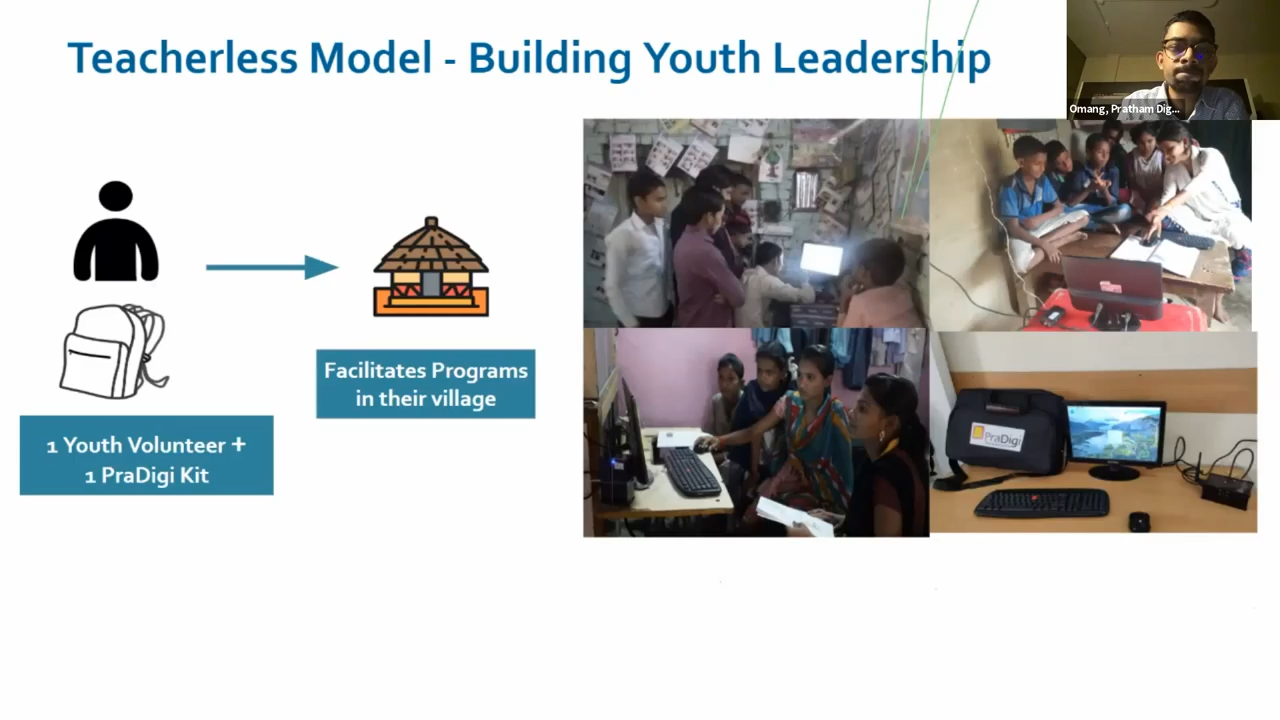 Teacherless Model - Building Youth Leadership
Omang, Pratham Dig...
Facilitates Programs
in their village
1 Youth Volunteer +
1 PraDigi Kit
PraDigi